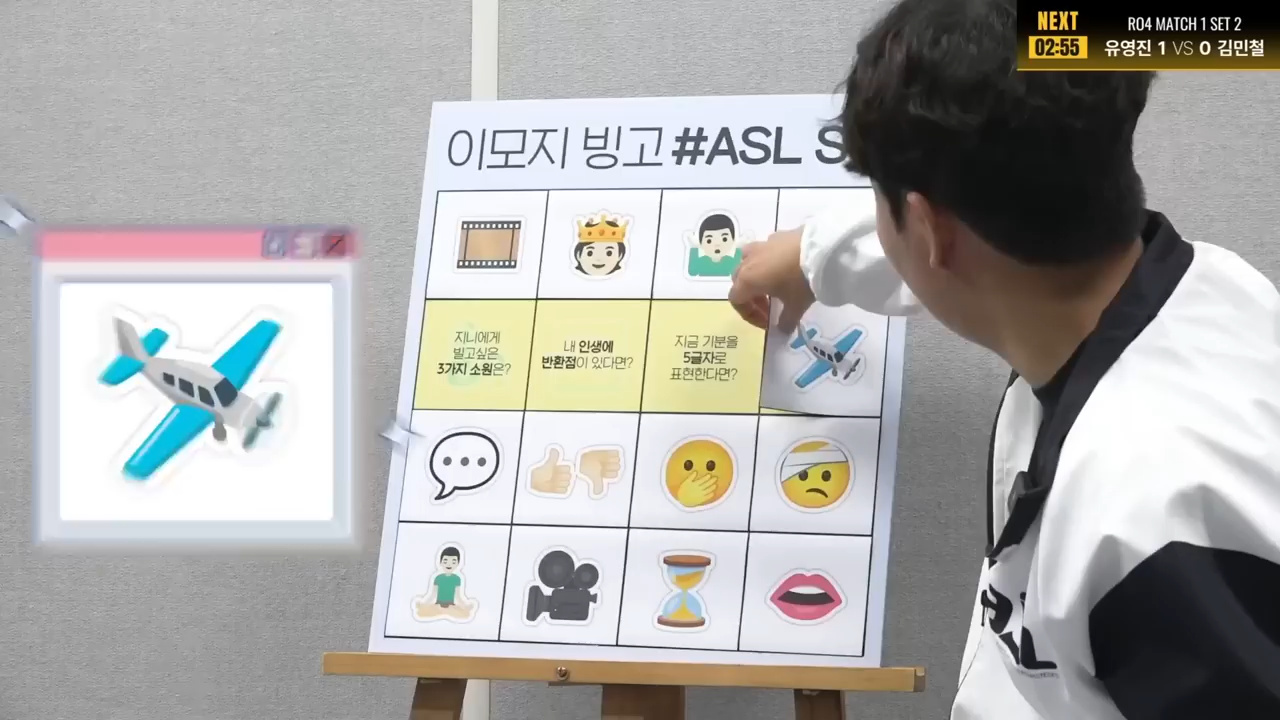 NEXT
02:55
RO4 MATCH 1 SET 2
유영진 1 VS 0 김민철
이모지 빙고 #ASL S
지니에게
빌고싶은
3가지 소원은?
내 인생에
반환점이 있다면?
지금 기분을
5글자로
표현한다면?